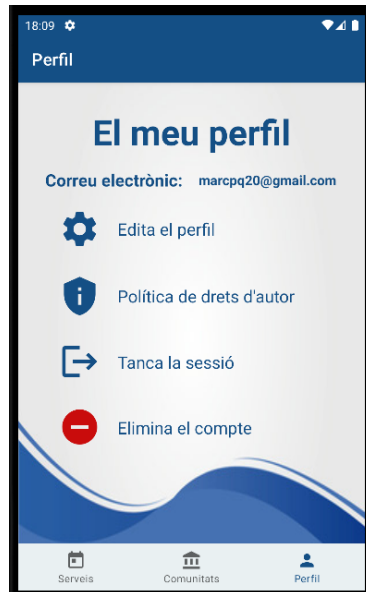 18:09
Perfil
El meu perfil
Correu electrònic: marcpq20@gmail.com
Edita el perfil
Política de drets d'autor
Tanca la sessió
Elimina el compte
Serveis Comunitats Perfil